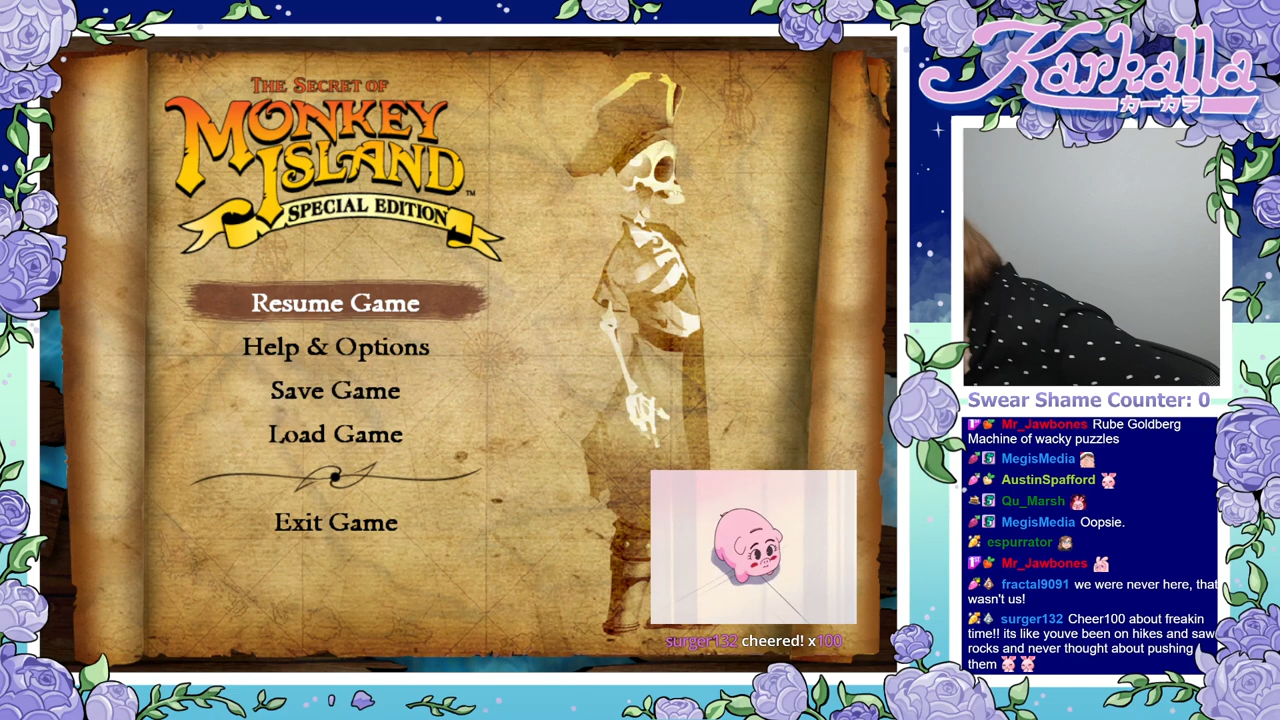 THE SECRET OF
MONKEY
ISLAND™
SPECIAL EDITION
Resume Game
Help & Options
Save Game
Load Game
Exit Game
surger132 cheered! x100
Karkalla
カーカラ
Swear Shame Counter: 0
Mr_Jawbones Rube Goldberg
Machine of wacky puzzles
MegisMedia
AustinSpafford
Qu_Marsh
MegisMedia Oopsie.
espurrator
Mr_Jawbones
fractal9091 we were never here, that
wasn't us!
surger132 Cheer100 about freakin
time!! its like youve been on hikes and saw
rocks and never thought about pushing
them